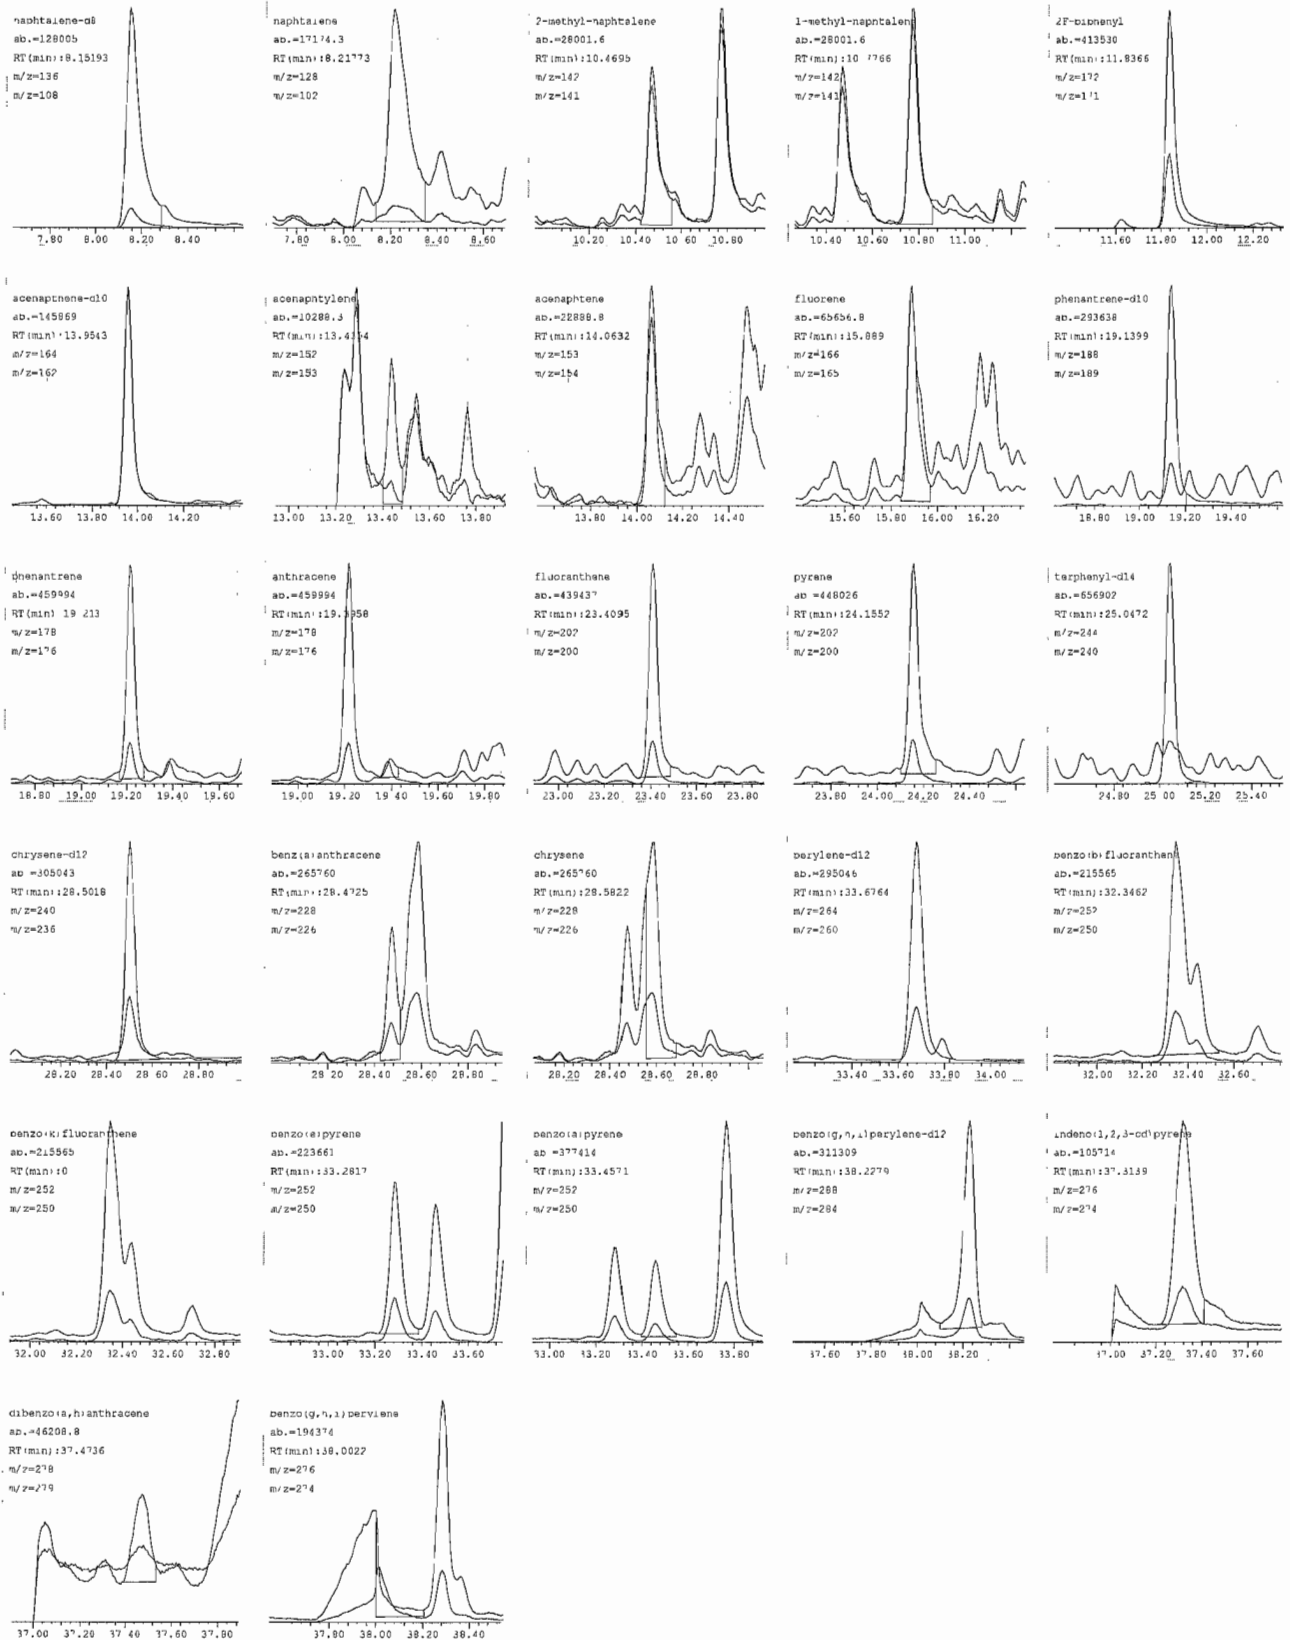 naphtalene-d8
ab.=128005
RT(min):8.15193
m/z=136
m/z=108
7.80 8.00 8.20 8.40
naphtalene
ab.=17174.3
RT(min):8.21773
m/z=128
m/z=102
7.80 8.00 8.20 8.40 8.60
2-methyl-naphtalene
ab.=28001.6
RT(min):10.4695
m/z=142
m/z=141
10.20 10.40 10.60 10.80
1-methyl-naphtalen
ab.=28001.6
RT(min):10.7766
m/z=142
m/z=141
10.40 10.60 10.80 11.00
2F-biphenyl
ab.=413530
RT(min):11.8366
m/z=172
m/z=171
11.60 11.80 12.00 12.20
acenaphtene-d10
ab.=145869
RT(min):13.9543
m/z=164
m/z=162
13.60 13.80 14.00 14.20
acenaphtylene
ab.=10288.3
m/z=152
m/z=153
13.00 13.20 13.40 13.60 13.80
acenaphtene
ab.=22888.8
RT(min):14.0632
m/z=153
m/z=154
13.80 14.00 14.20 14.40
fluorene
ab.=65656.8
RT(min):15.889
m/z=166
m/z=165
15.60 15.80 16.00 16.20
phenantrene-d10
ab.=293638
RT(min):19.1399
m/z=188
m/z=189
18.80 19.00 19.20 19.40
phenantrene
ab.=459994
RT(min) 19 213
m/z=178
m/z=176
18.80 19.00 19.20 19.40 19.60
anthracene
ab.=459994
RT(min):19.3958
m/z=178
m/z=176
19.00 19.20 19.40 19.60 19.80
fluoranthene
ab.=439437
RT(min):23.4095
m/z=202
m/z=200
23.00 23.20 23.40 23.60 23.80
pyrene
ab =448026
RT(min):24.1552
m/z=202
m/z=200
23.80 24.00 24.20 24.40
terphenyl-d14
ab.=656902
RT(min):25.0472
m/z=244
m/z=240
24.80 25 00 25.20 25.40
chrysene-d12
ab =305043
RT(min):28.5018
m/z=240
m/z=236
28.20 28.40 28.60 28.80
benz(a)anthracene
ab.=265760
RT(min):28.4725
m/z=228
m/z=226
28 20 28.40 28.60 28.80
chrysene
ab.=265760
RT(min):28.5822
m/z=228
m/z=226
28.20 28.40 28.60 28.80
perylene-d12
ab.=295046
RT(min):33.6764
m/z=264
m/z=260
33.40 33.60 33.80 34.00
benzo(b)fluoranthen
ab.=215565
RT(min):32.3462
m/z=252
m/z=250
32.00 32.20 32.40 32.60
benzo(k)fluoranthene
ab.=215565
RT(min):0
m/z=252
m/z=250
32.00 32.20 32.40 32.60 32.80
benzo(e)pyrene
ab.=223661
RT(min):33.2817
m/z=252
m/z=250
33.00 33.20 33.40 33.60
benzo(a)pyrene
ab =377414
RT(min):33.4571
m/z=252
m/z=250
33.00 33.20 33.40 33.60 33.80
benzo(g,h,i)perylene-d12
ab.=311309
RT(min):38.2279
m/z=288
m/z=284
37.60 37.80 38.00 38.20
indeno(1,2,3-cd)pyrene
ab.=105714
RT(min):37.3139
m/z=276
m/z=274
37.00 37.20 37.40 37.60
dibenzo(a,h)anthracene
ab.=46208.8
RT(min):37.4736
m/z=278
m/z=279
37.00 37.20 37 40 37.60 37.80
benzo(g,h,i)perylene
ab.=194374
RT(min):38.0022
m/z=276
m/z=274
37.80 38.00 38.20 38.40